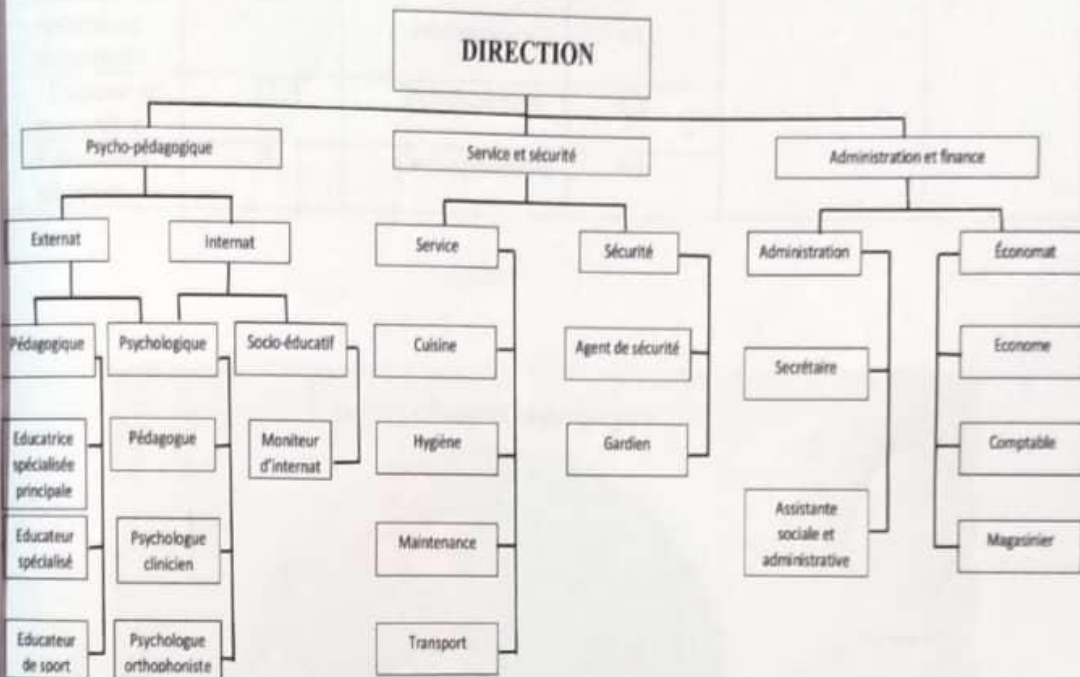 DIRECTION
Psycho-pédagogique
Service et sécurité
Administration et finance
Externat
Internat
Service
Sécurité
Administration
Économat
Pédagogique
Psychologique
Socio-éducatif
Cuisine
Agent de sécurité
Secrétaire
Econome
Educatrice
spécialisée
principale
Pédagogue
Moniteur
d'internat
Hygiène
Gardien
Comptable
Educateur
spécialisé
Psychologue
clinicien
Maintenance
Assistante
sociale et
administrative
Magasinier
Educateur
de sport
Psychologue
orthophoniste
Transport